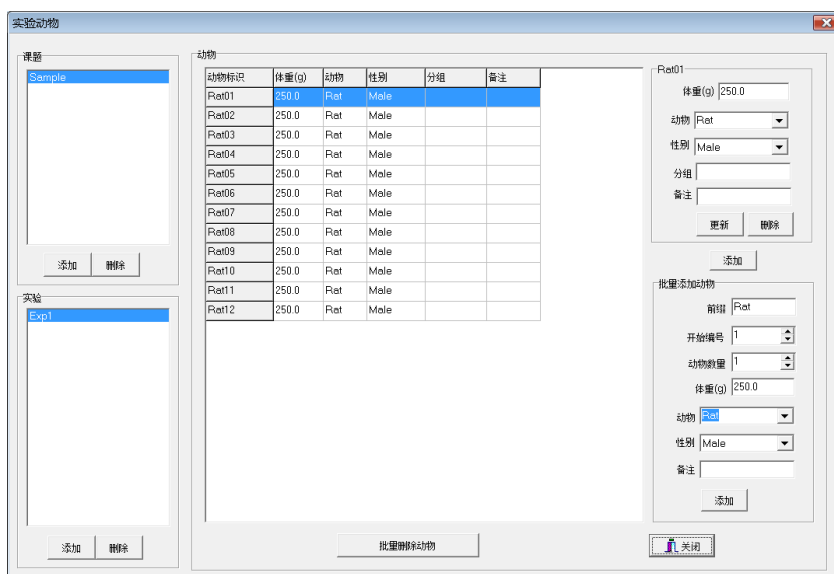 实验动物
课题
Sample
添加 删除
实验
Exp1
添加 删除
动物
动物标识 体重(g) 动物 性别 分组 备注
Rat01 250.0 Rat Male
Rat02 250.0 Rat Male
Rat03 250.0 Rat Male
Rat04 250.0 Rat Male
Rat05 250.0 Rat Male
Rat06 250.0 Rat Male
Rat07 250.0 Rat Male
Rat08 250.0 Rat Male
Rat09 250.0 Rat Male
Rat10 250.0 Rat Male
Rat11 250.0 Rat Male
Rat12 250.0 Rat Male
批量删除动物
Rat01
体重(g) 250.0
动物 Rat
性别 Male
分组
备注
更新 删除
添加
批量添加动物
前缀 Rat
开始编号 1
动物数量 1
体重(g) 250.0
动物 Rat
性别 Male
备注
添加
关闭